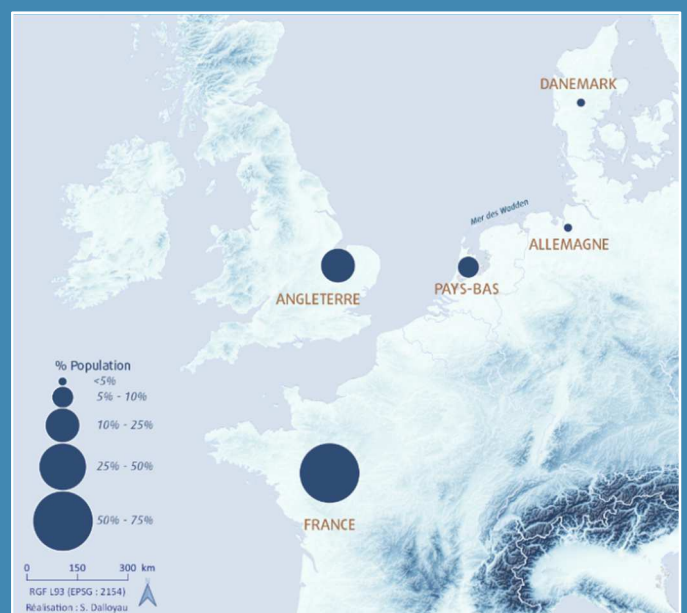 DANEMARK
Mer des Wadden
ALLEMAGNE
PAYS-BAS
ANGLETERRE
FRANCE
% Population
<5%
5% - 10%
10% - 25%
25% - 50%
50% - 75%
0 150 300 km
RGF L93 (EPSG : 2154)
Réalisation : S. Dalloyau